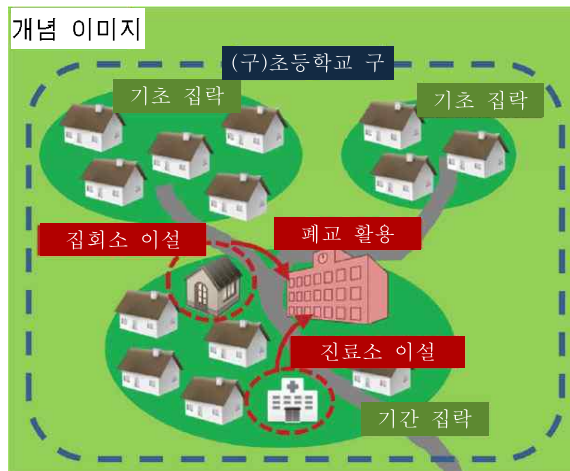 개념 이미지
(구)초등학교 구
기초 집락
기초 집락
집회소 이설
폐교 활용
진료소 이설
기간 집락